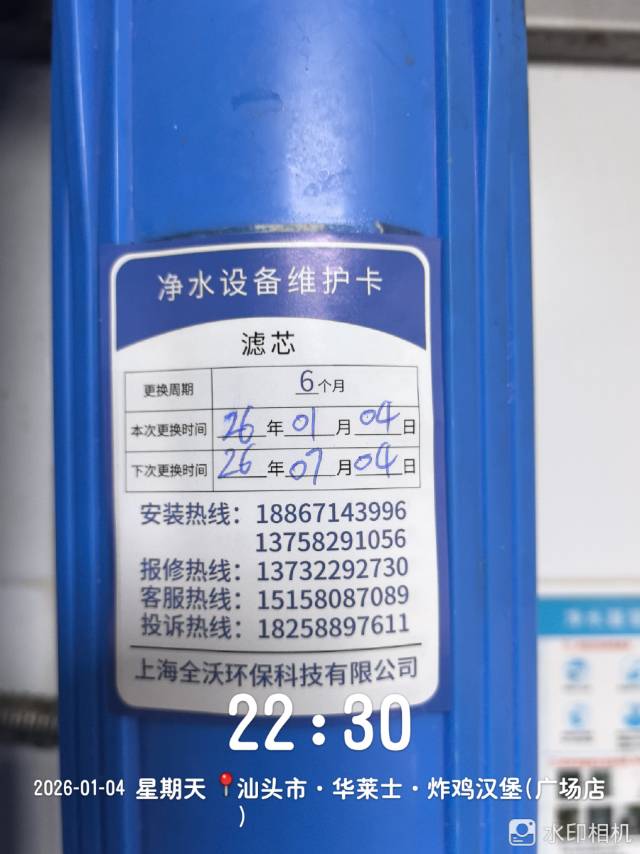 净水设备维护卡
滤芯
更换周期 6个月
本次更换时间 26年01月04日
下次更换时间 26年07月04日
安装热线：18867143996
13758291056
报修热线：13732292730
客服热线：15158087089
投诉热线：18258897611
上海全沃环保科技有限公司
22:30
2026-01-04 星期天 📍汕头市·华莱士·炸鸡汉堡(广场店
)
水印相机